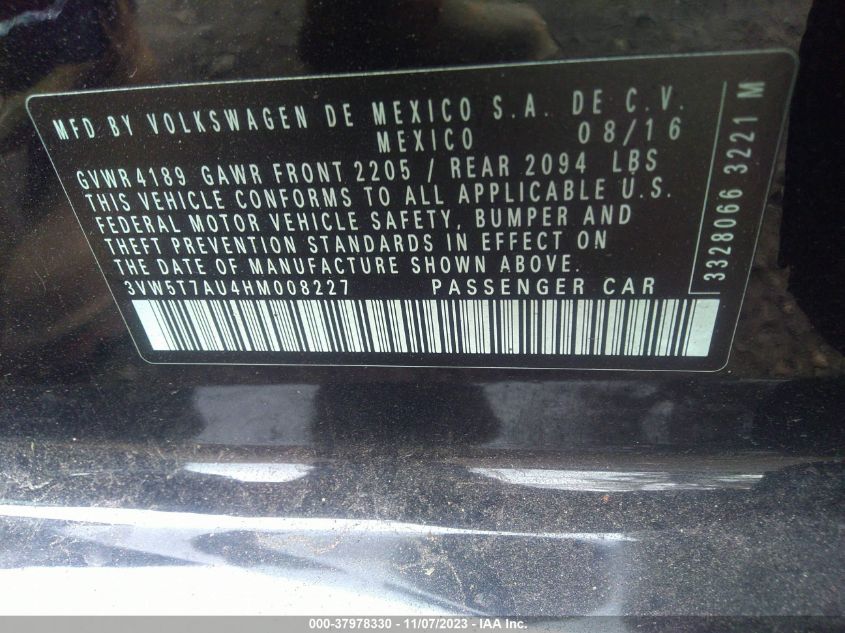 MFD BY VOLKSWAGEN DE MEXICO S.A. DE C.V.
MEXICO 08/16
GVWR 4189 GAWR FRONT 2205 / REAR 2094 LBS
THIS VEHICLE CONFORMS TO ALL APPLICABLE U.S.
FEDERAL MOTOR VEHICLE SAFETY, BUMPER AND
THEFT PREVENTION STANDARDS IN EFFECT ON
THE DATE OF MANUFACTURE SHOWN ABOVE.
3VW5T7AU4HM008227 PASSENGER CAR
3328066 3221 M
000-37978330 - 11/07/2023 - IAA Inc.